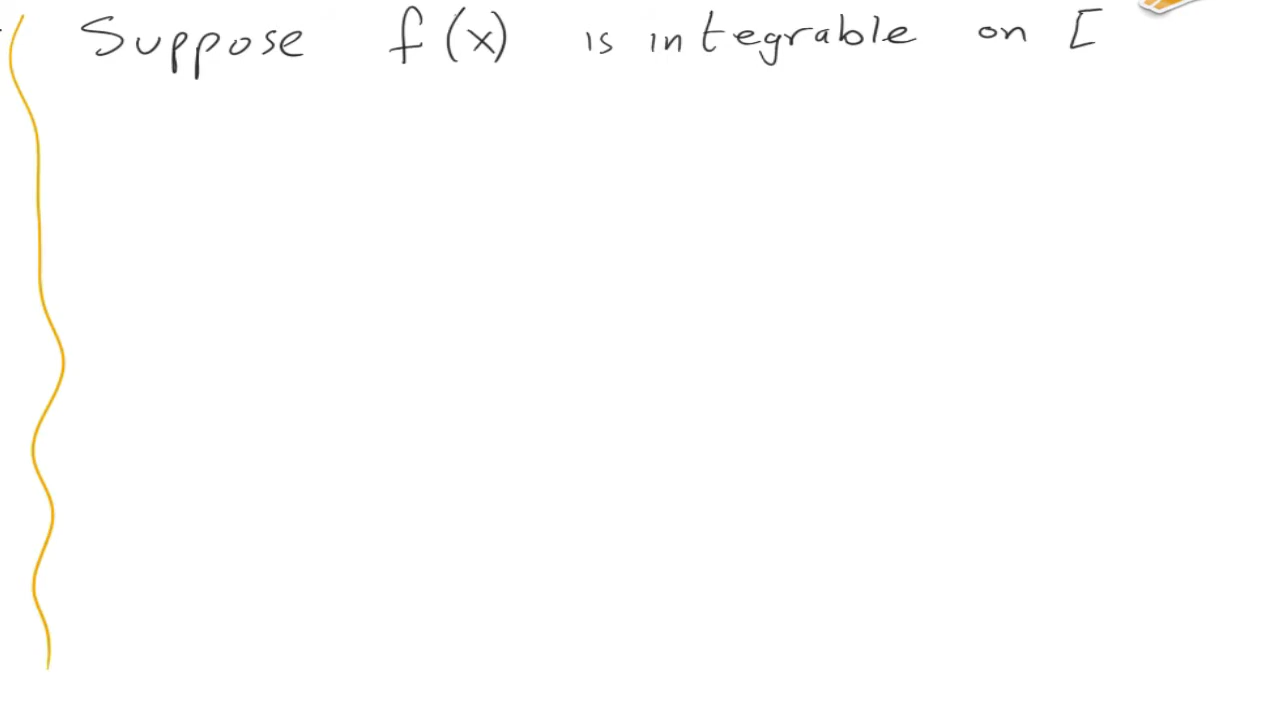 Suppose f(x) is integrable on [